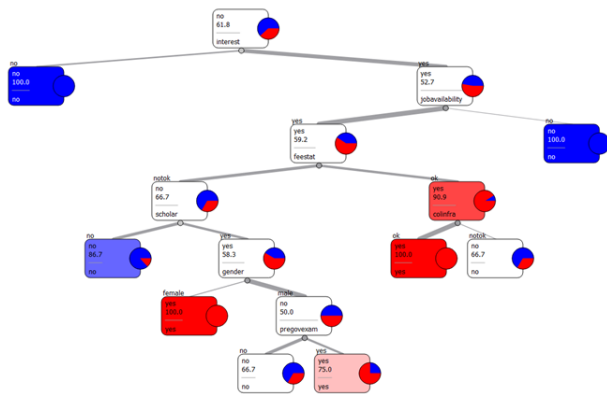 no
61.8
interest
no
no
100.0
no
yes
yes
52.7
jobavailability
yes
yes
59.2
feestat
no
no
100.0
no
notok
no
66.7
scholar
ok
yes
90.9
colinfra
no
no
86.7
no
yes
yes
58.3
gender
ok
yes
100.0
yes
notok
no
66.7
no
female
yes
100.0
yes
male
no
50.0
pregovexam
no
no
66.7
no
yes
yes
75.0
yes